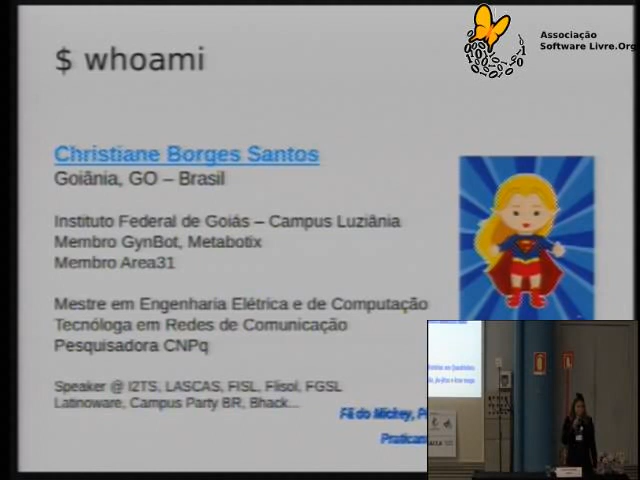 $ whoami
Associação
Software Livre.Org
Christiane Borges Santos
Goiânia, GO – Brasil
Instituto Federal de Goiás – Campus Luziânia
Membro GynBot, Metabotix
Membro Area31
Mestre em Engenharia Elétrica e de Computação
Tecnóloga em Redes de Comunicação
Pesquisadora CNPq
Speaker @ I2TS, LASCAS, FISL, Flisol, FGSL
Latinoware, Campus Party BR, Bhack...
Fã do Mickey,